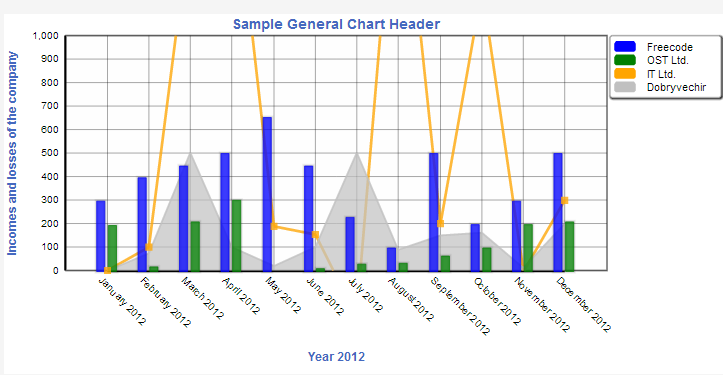 Sample General Chart Header
Incomes and losses of the company
1,000
900
800
700
600
500
400
300
200
100
0
January 2012
February 2012
March 2012
April 2012
May 2012
June 2012
July 2012
August 2012
September 2012
October 2012
November 2012
December 2012
Year 2012
Freecode
OST Ltd.
IT Ltd.
Dobryvechir